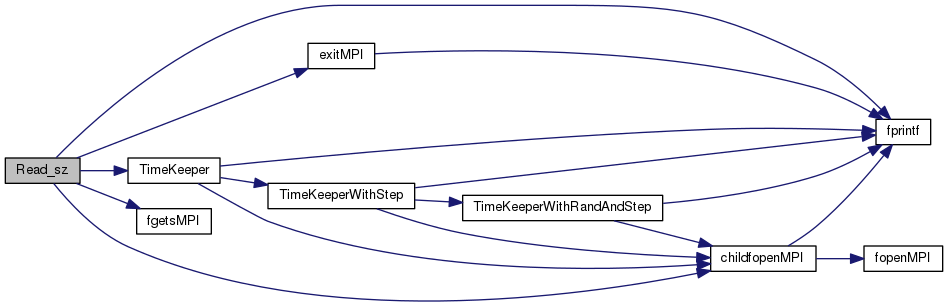 Read_sz
exitMPI
TimeKeeper
fgetsMPI
TimeKeeperWithStep
TimeKeeperWithRandAndStep
childfopenMPI
fprintf
fopenMPI